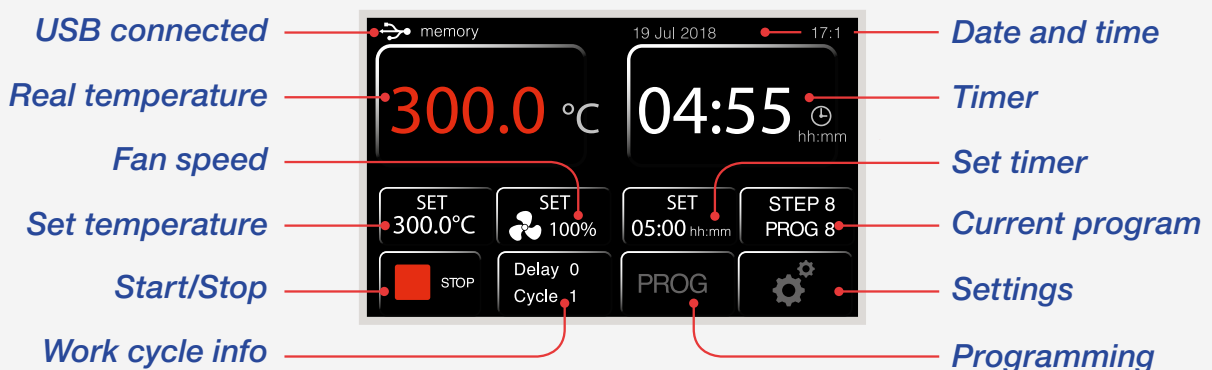 USB connected
Real temperature
Fan speed
Set temperature
Start/Stop
Work cycle info
memory
19 Jul 2018 17:1
300.0 °C
04:55
hh:mm
SET
300.0°C
SET
100%
SET
05:00 hh:mm
STEP 8
PROG 8
STOP
Delay 0
Cycle 1
PROG
Date and time
Timer
Set timer
Current program
Settings
Programming